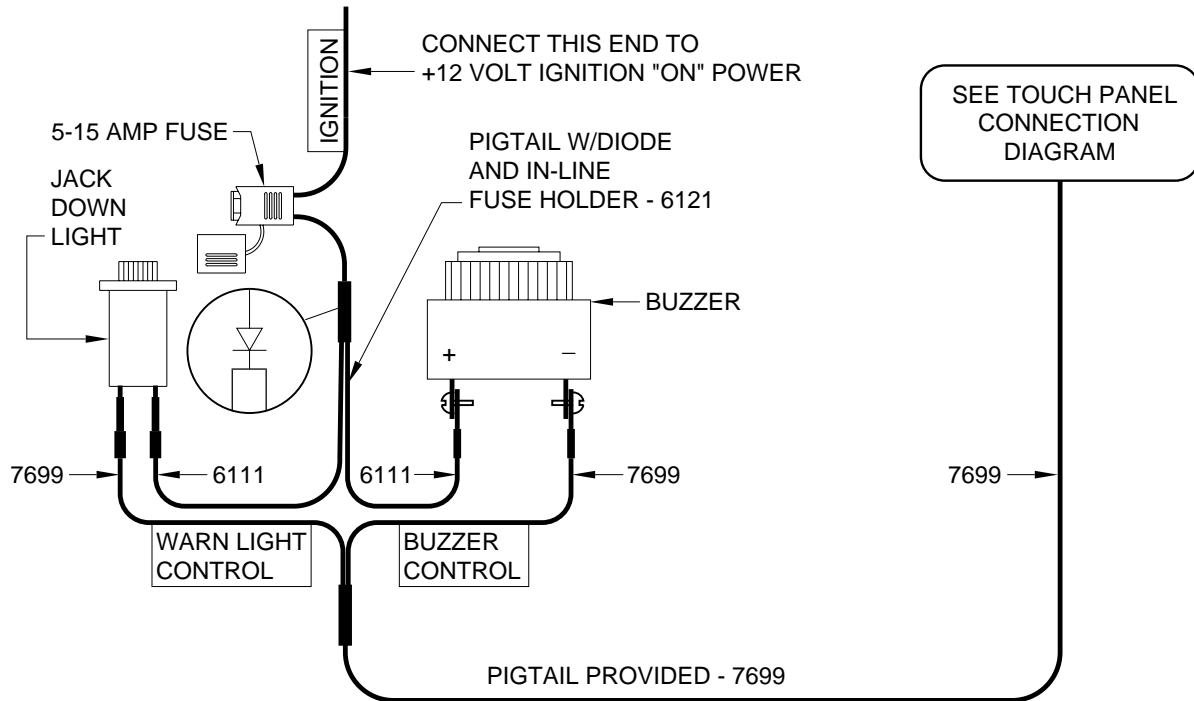 IGNITION
CONNECT THIS END TO
+12 VOLT IGNITION "ON" POWER
SEE TOUCH PANEL
CONNECTION
DIAGRAM
5-15 AMP FUSE
PIGTAIL W/DIODE
AND IN-LINE
FUSE HOLDER - 6121
JACK
DOWN
LIGHT
BUZZER
+
–
7699
6111
6111
7699
7699
WARN LIGHT
CONTROL
BUZZER
CONTROL
PIGTAIL PROVIDED - 7699